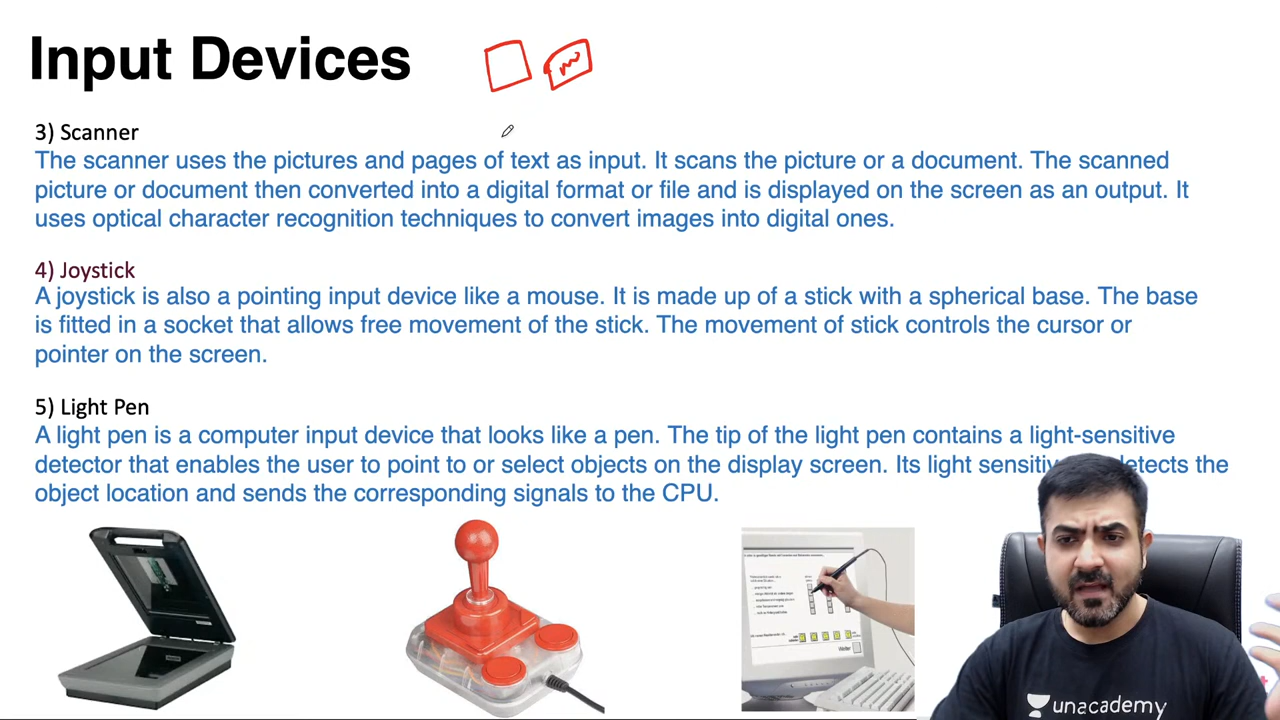 Input Devices
3) Scanner
The scanner uses the pictures and pages of text as input. It scans the picture or a document. The scanned
picture or document then converted into a digital format or file and is displayed on the screen as an output. It
uses optical character recognition techniques to convert images into digital ones.
4) Joystick
A joystick is also a pointing input device like a mouse. It is made up of a stick with a spherical base. The base
is fitted in a socket that allows free movement of the stick. The movement of stick controls the cursor or
pointer on the screen.
5) Light Pen
A light pen is a computer input device that looks like a pen. The tip of the light pen contains a light-sensitive
detector that enables the user to point to or select objects on the display screen. Its light detects the
object location and sends the corresponding signals to the CPU.
unacademy